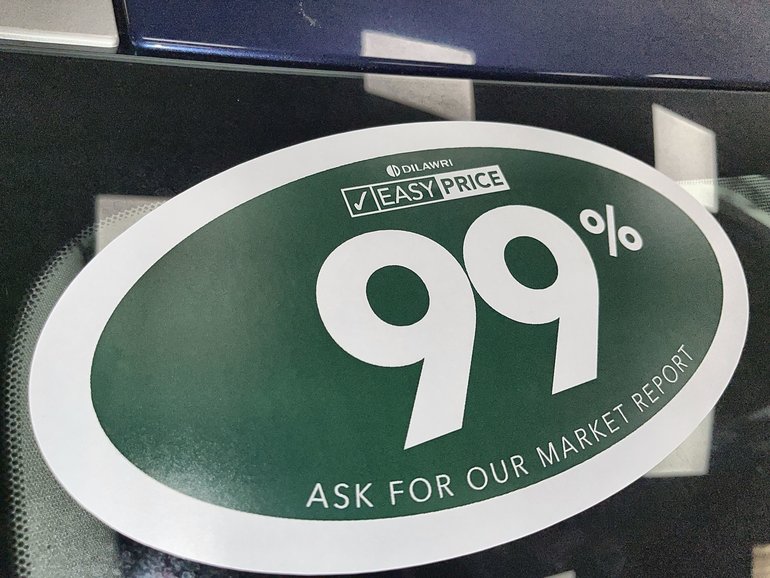 DILAWRI
✓ EASY PRICE
99%
ASK FOR OUR MARKET REPORT